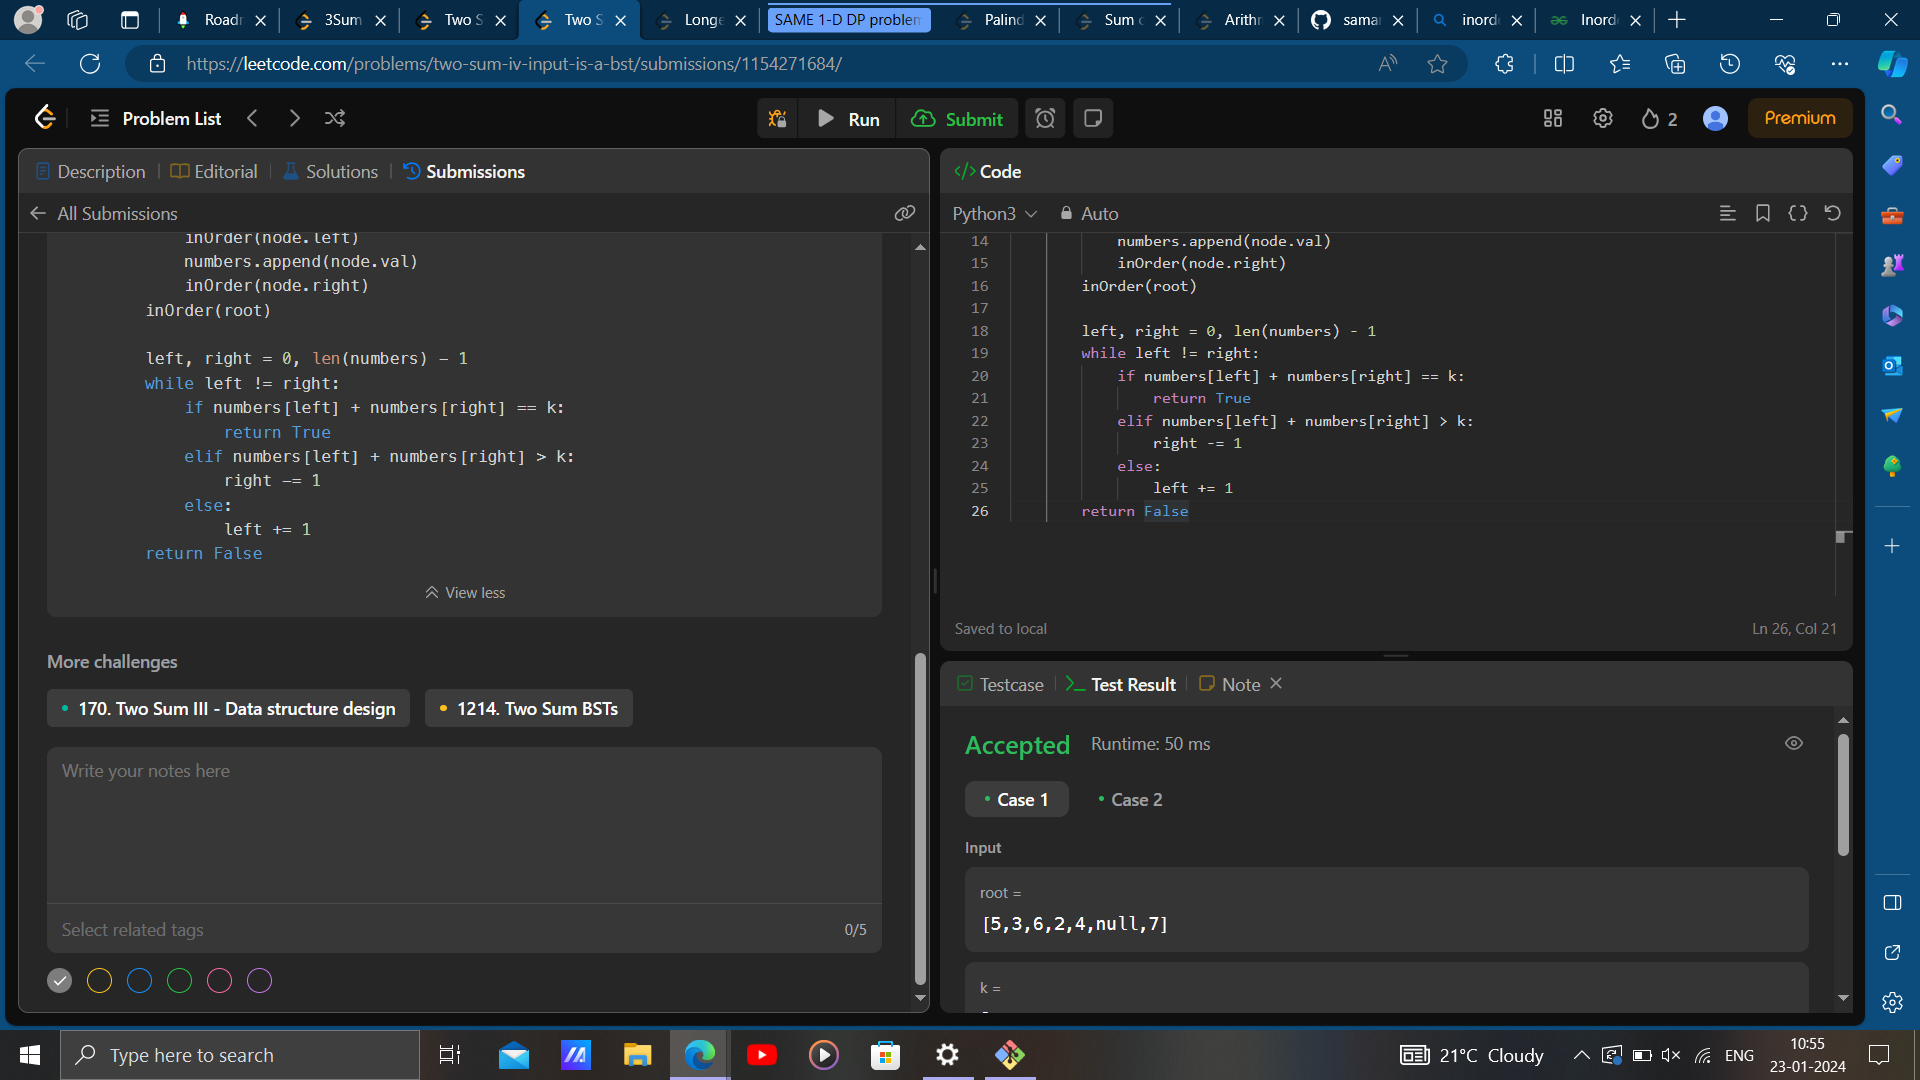 Roadr
3Sum
Two S
Two S
Longe
SAME 1-D DP problem
Palind
Sum c
Arithr
samar
inord
Inord
https://leetcode.com/problems/two-sum-iv-input-is-a-bst/submissions/1154271684/
Problem List
Run
Submit
2
Premium
Description
Editorial
Solutions
Submissions
All Submissions
inOrder(node.left)
numbers.append(node.val)
inOrder(node.right)
inOrder(root)
left, right = 0, len(numbers) - 1
while left != right:
if numbers[left] + numbers[right] == k:
return True
elif numbers[left] + numbers[right] > k:
right -= 1
else:
left += 1
return False
View less
More challenges
170. Two Sum III - Data structure design
1214. Two Sum BSTs
Write your notes here
Select related tags
0/5
Code
Python3
Auto
14 numbers.append(node.val)
15 inOrder(node.right)
16 inOrder(root)
17
18 left, right = 0, len(numbers) - 1
19 while left != right:
20 if numbers[left] + numbers[right] == k:
21 return True
22 elif numbers[left] + numbers[right] > k:
23 right -= 1
24 else:
25 left += 1
26 return False
Saved to local
Ln 26, Col 21
Testcase
Test Result
Note
Accepted
Runtime: 50 ms
Case 1
Case 2
Input
root =
[5,3,6,2,4,null,7]
k =
Type here to search
21°C Cloudy
ENG
10:55
23-01-2024